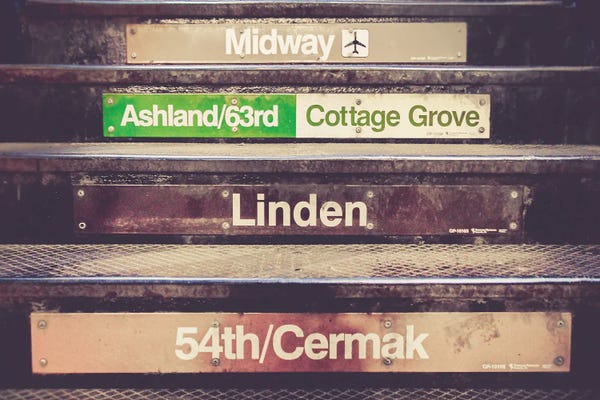 Midway
Ashland/63rd Cottage Grove
Linden
54th/Cermak